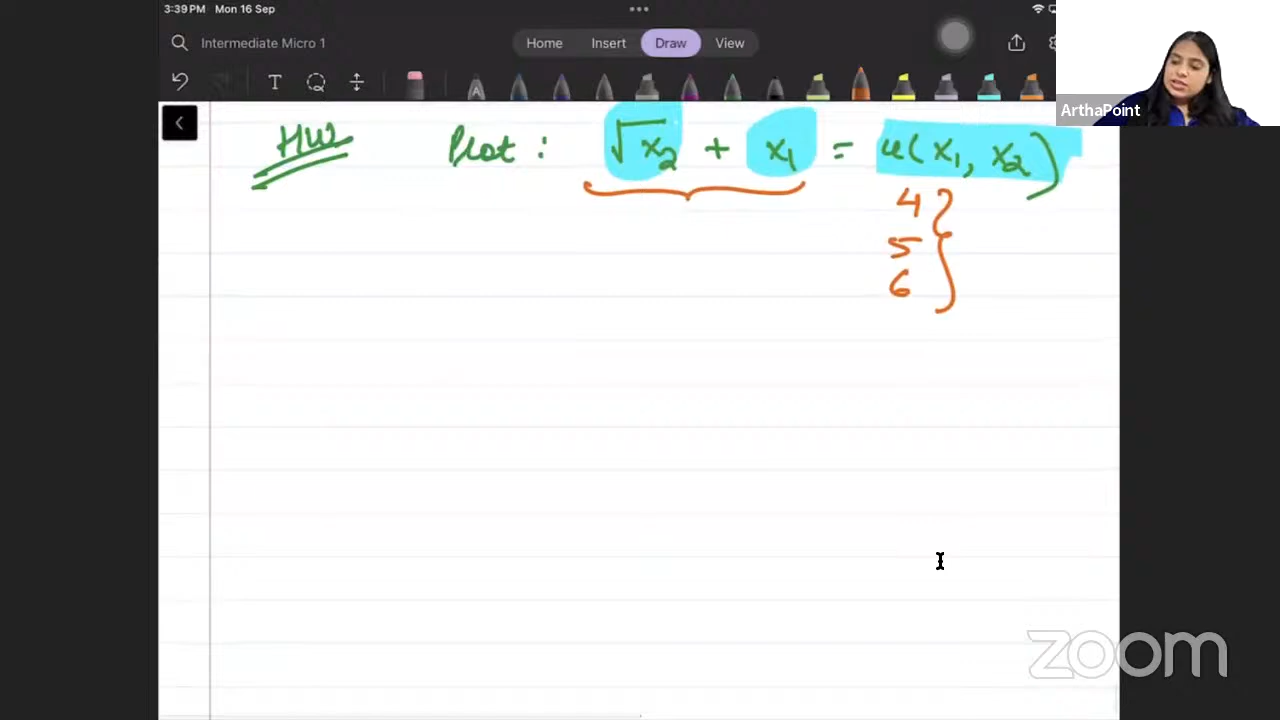 3:39 PM Mon 16 Sep
Intermediate Micro 1
Home Insert Draw View
ArthaPoint
HW Plot : √x₂ + x₁ = u(x₁, x₂)
4
5
6
zoom